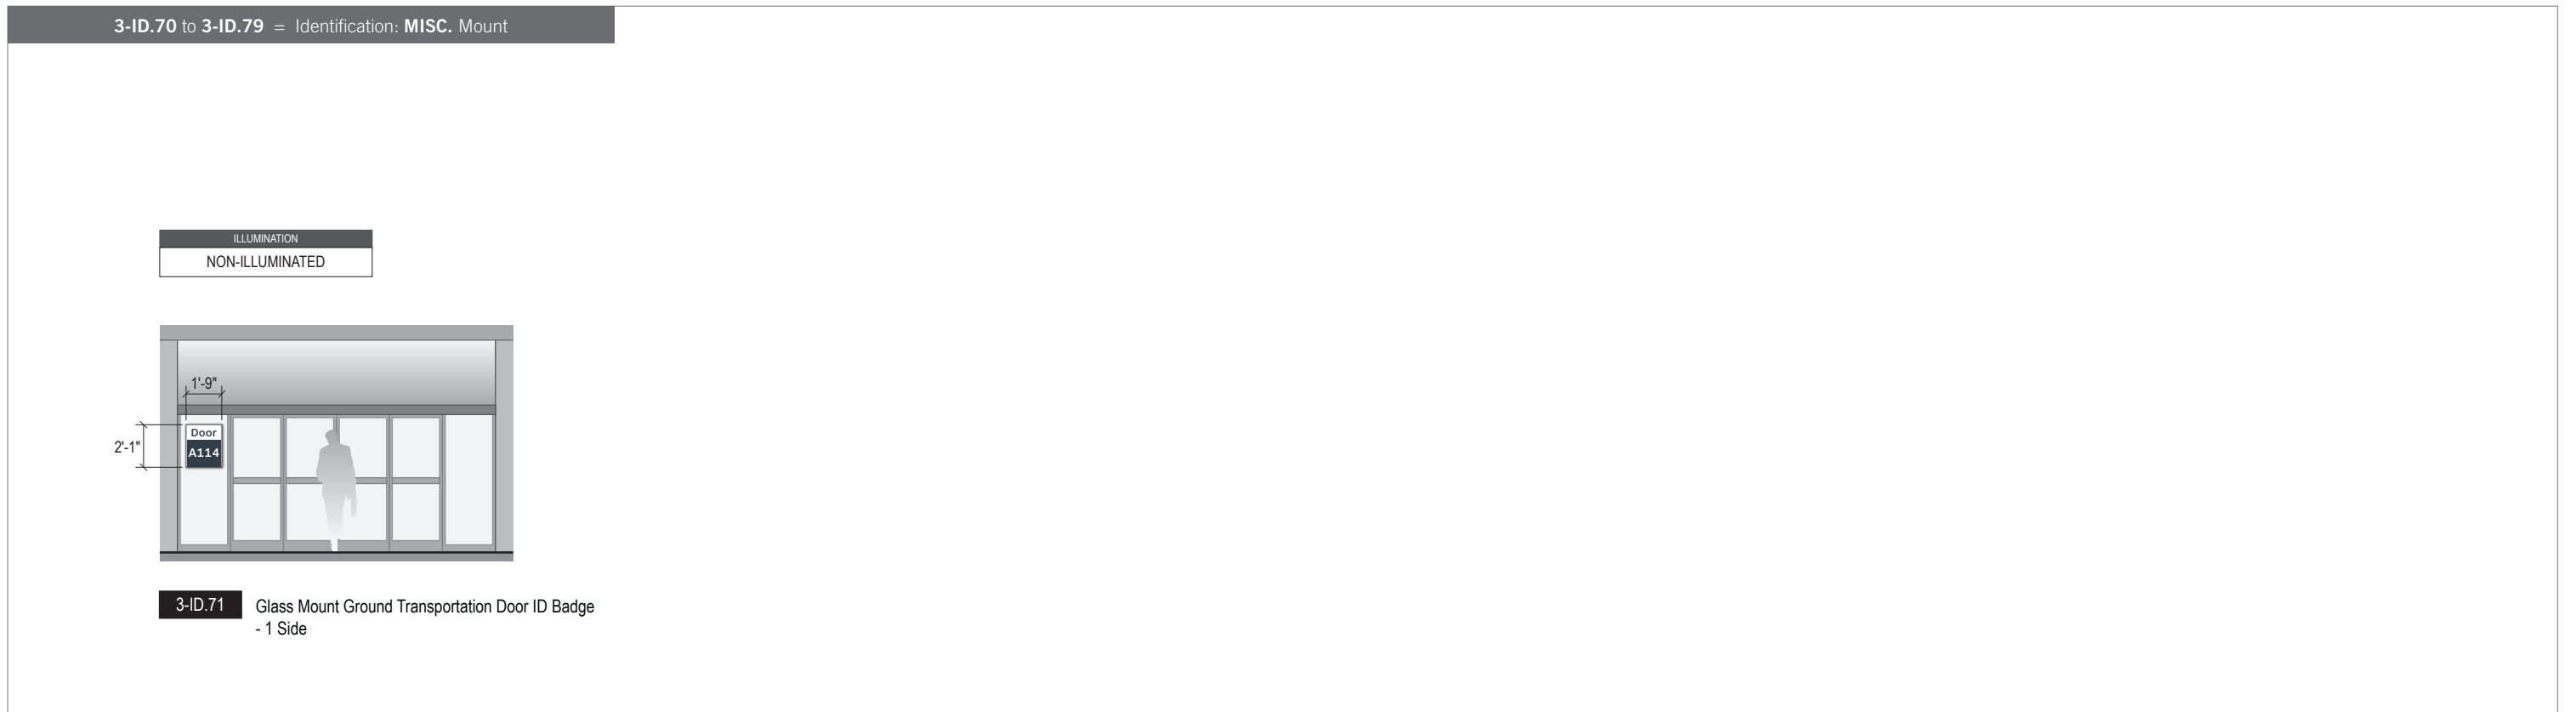 3-ID.70 to 3-ID.79 = Identification: MISC. Mount
ILLUMINATION
NON-ILLUMINATED
1'-9"
2'-1"
Door
A114
3-ID.71 Glass Mount Ground Transportation Door ID Badge
- 1 Side